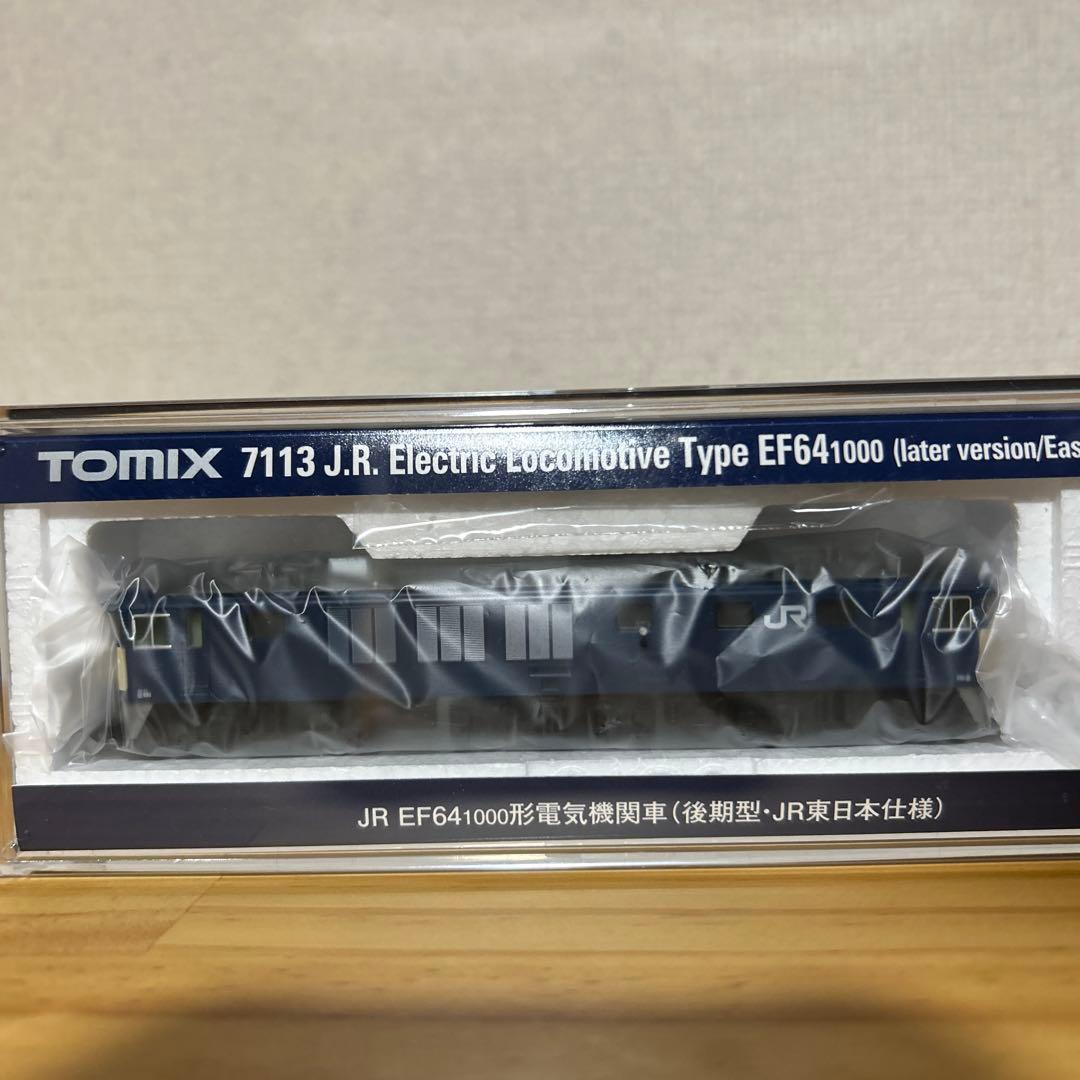 TOMIX 7113 J.R. Electric Locomotive Type EF641000 (later version/Eas
JR
JR EF641000形電気機関車(後期型・JR東日本仕様)